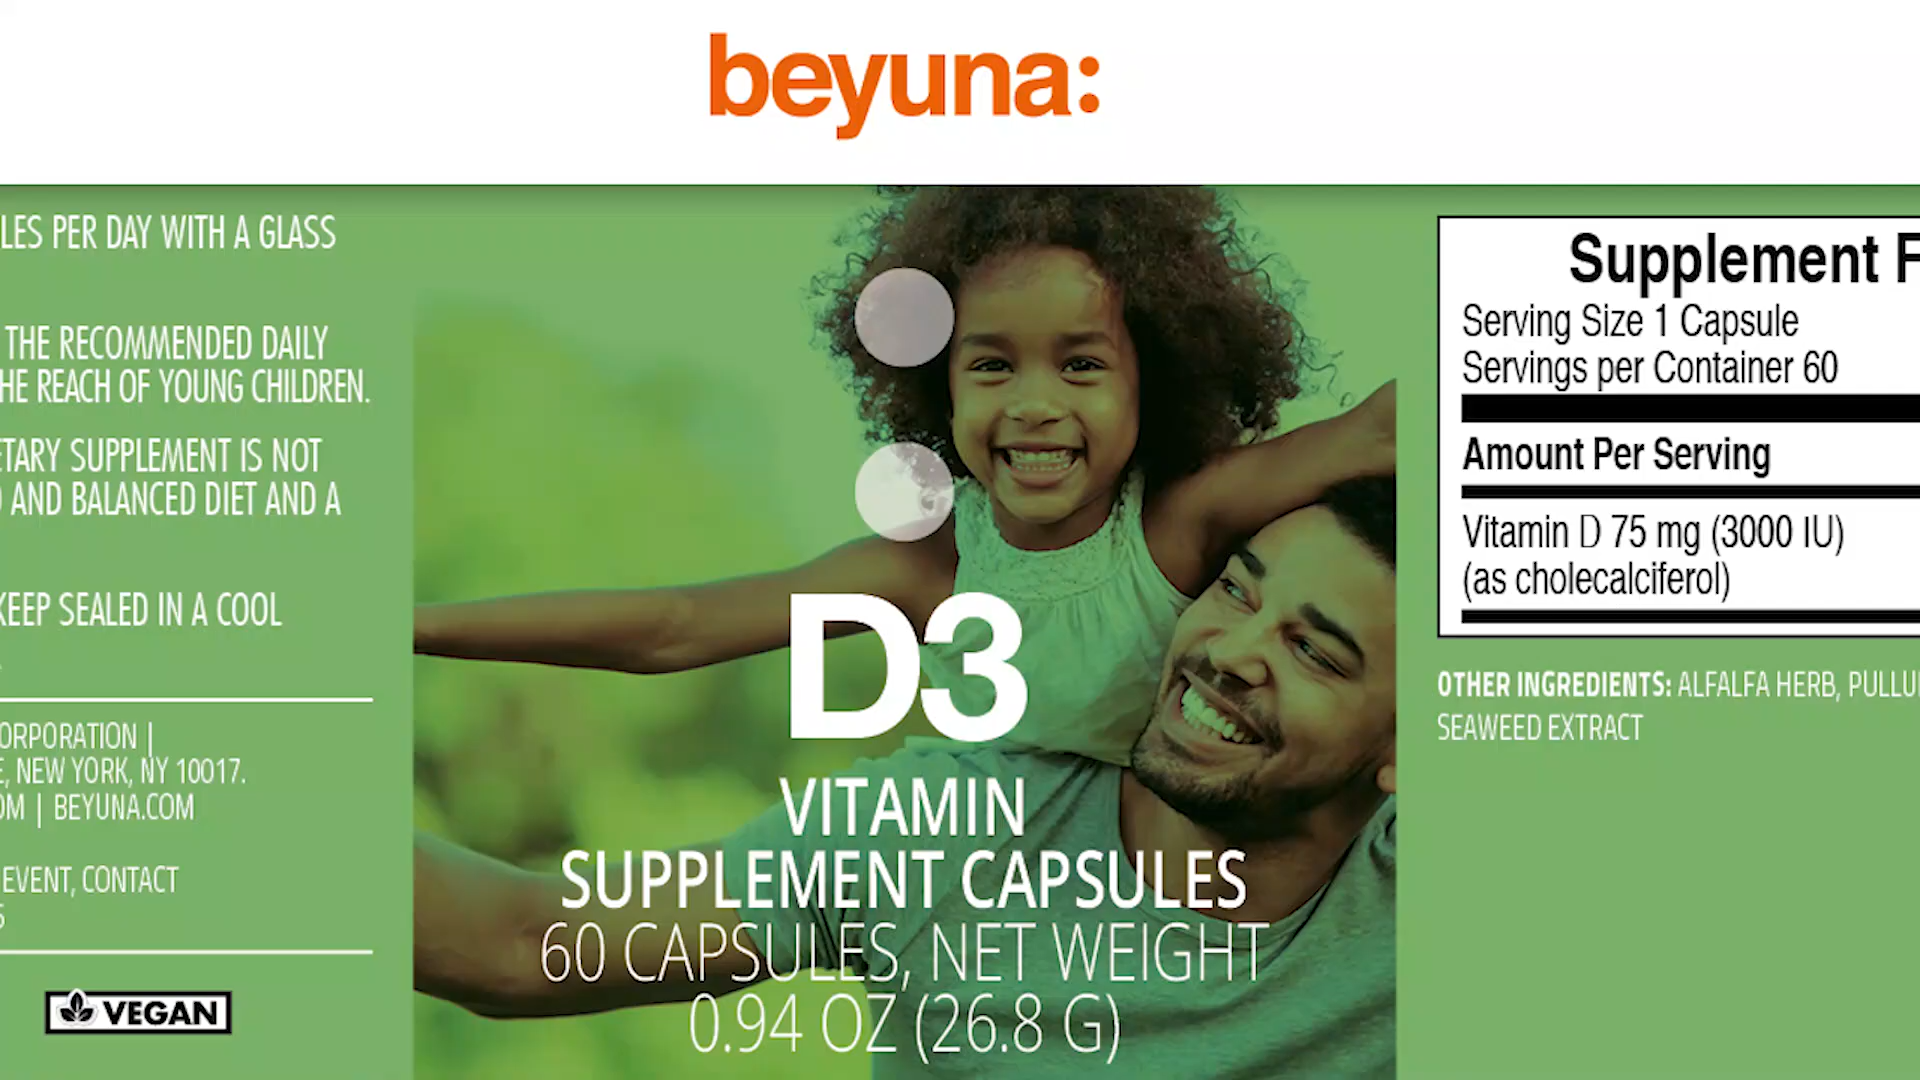 beyuna:
LES PER DAY WITH A GLASS
THE RECOMMENDED DAILY
HE REACH OF YOUNG CHILDREN.
ETARY SUPPLEMENT IS NOT
AND BALANCED DIET AND A
KEEP SEALED IN A COOL
ORPORATION |
, NEW YORK, NY 10017.
OM | BEYUNA.COM
EVENT, CONTACT
VEGAN
D3
VITAMIN
SUPPLEMENT CAPSULES
60 CAPSULES, NET WEIGHT
0.94 OZ (26.8 G)
Supplement F
Serving Size 1 Capsule
Servings per Container 60
Amount Per Serving
Vitamin D 75 mg (3000 IU)
(as cholecalciferol)
OTHER INGREDIENTS: ALFALFA HERB, PULLU
SEAWEED EXTRACT